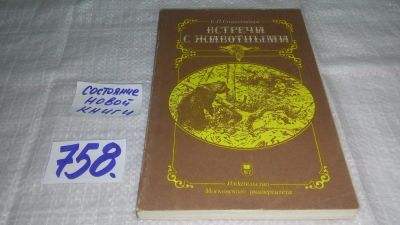 СОСТОЯНИЕ
НОВОЙ
КНИГИ
758.
ВСТРЕЧИ
С ЖИВОТНЫМИ
Издательство
Московского университета